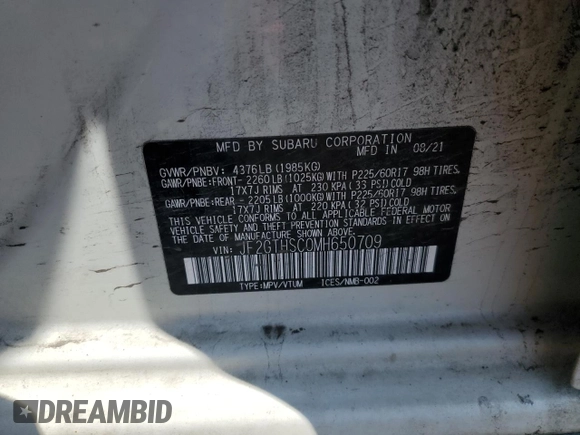 MFD BY SUBARU CORPORATION
MFD IN 08/21
GVWR/PNBV: 4376LB(1985KG)
GAWR/PNBE:FRONT- 2260LB(1025KG)WITH P225/60R17 98H TIRES,
17X7J RIMS AT 230 KPA(33 PSI)COLD
GAWR/PNBE:REAR - 2205LB(1000KG)WITH P225/60R17 98H TIRES,
17X7J RIMS AT 220 KPA(32 PSI)COLD
THIS VEHICLE CONFORMS TO ALL APPLICABLE FEDERAL MOTOR
VEHICLE SAFETY STANDARDS IN EFFECT ON
THE DATE OF MANUFACTURE SHOWN ABOVE.
VIN: JF2G1HSC0MH650709
TYPE:MPV/VTUM ICES/NMB-002
DREAMBID